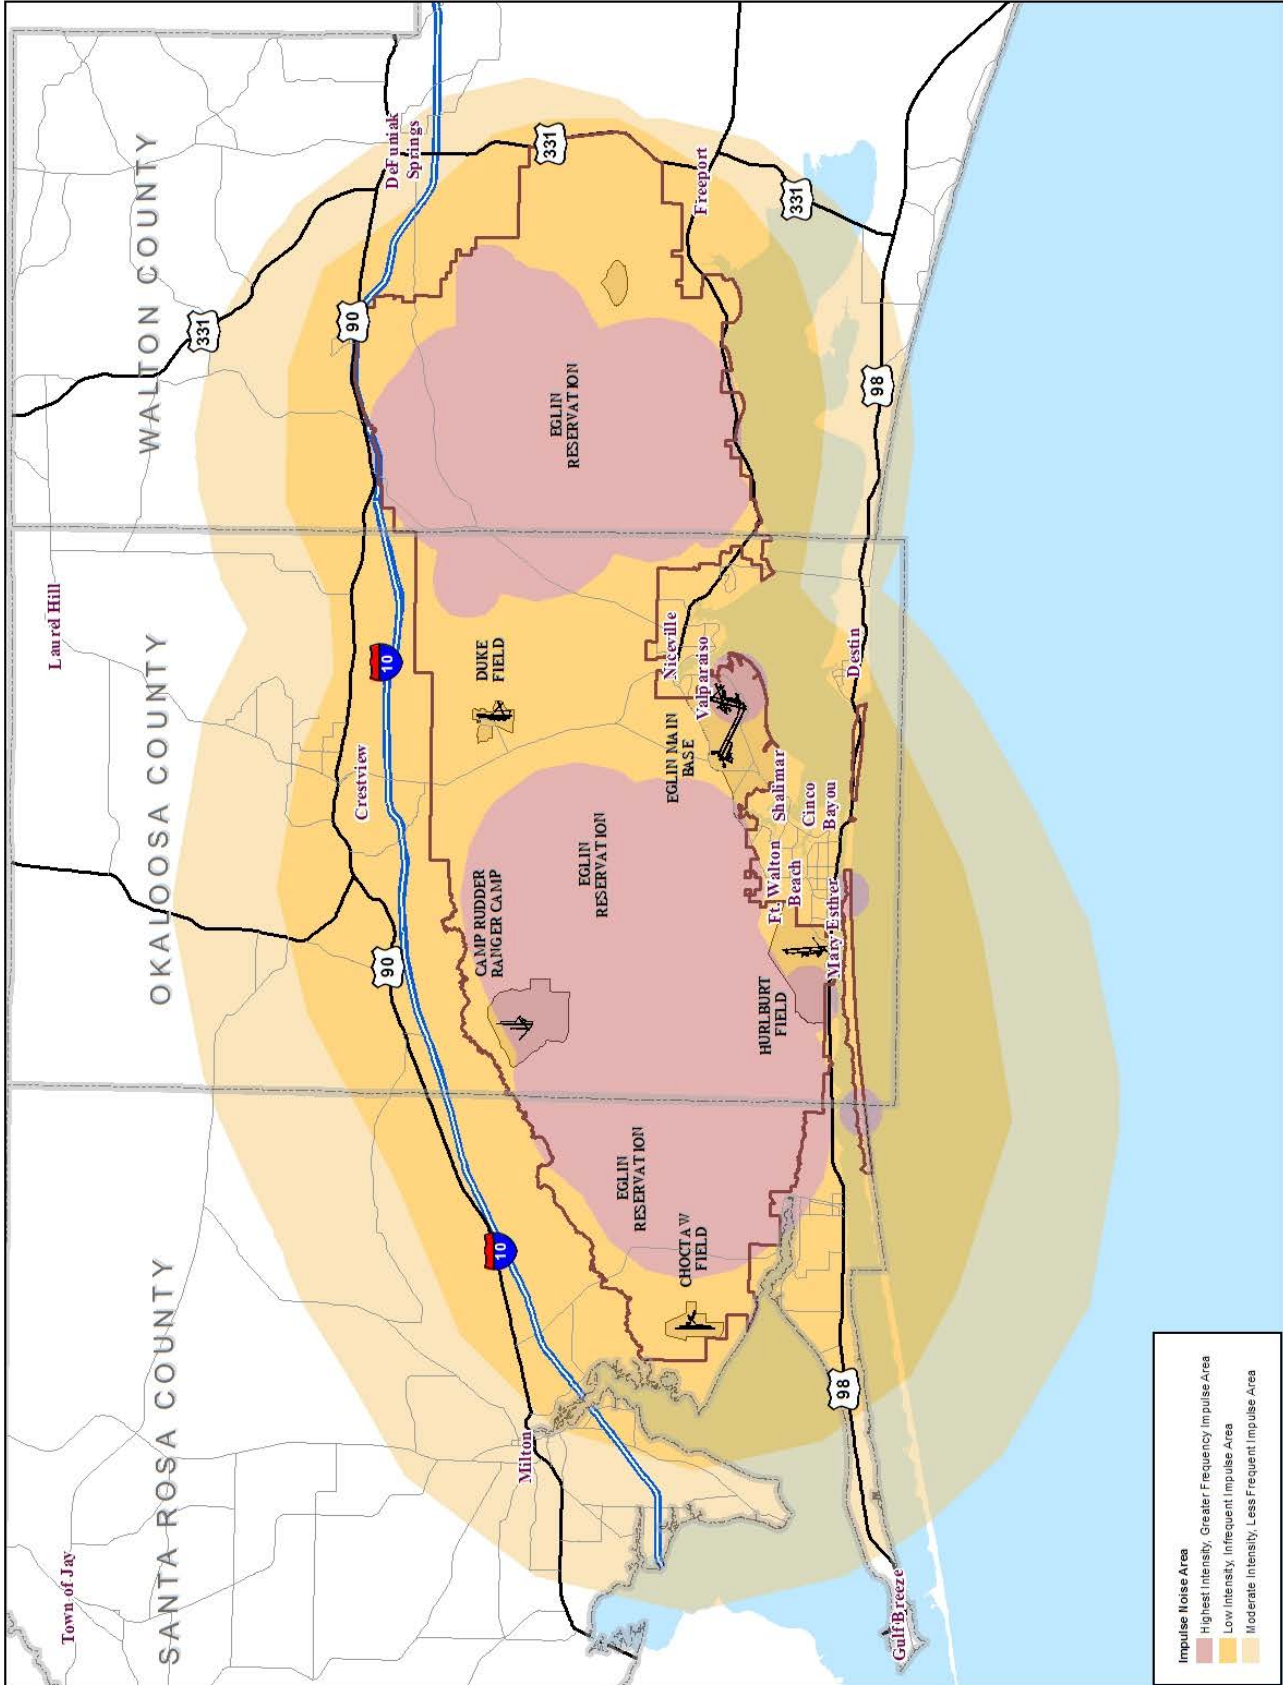 Town of Jay
SANTA ROSA COUNTY
OKALOOSA COUNTY
WALTON COUNTY
Laurel Hill
331
Milton
10
90
Crestview
10
90
DeFuniak
Springs
331
CAMP RUDDER
RANGER CAMP
DUKE
FIELD
EGLIN
RESERVATION
EGLIN
RESERVATION
EGLIN
RESERVATION
CHOCTAW
FIELD
HURLBURT
FIELD
EGLIN MAIN
BASE
Niceville
Valparaiso
Freeport
331
Ft. Walton
Beach
Shalimar
Cinco
Bayou
Mary Esther
Destin
98
98
Gulf Breeze
Impulse Noise Area
Highest Intensity, Greater Frequency Impulse Area
Low Intensity, Infrequent Impulse Area
Moderate Intensity, Less Frequent Impulse Area